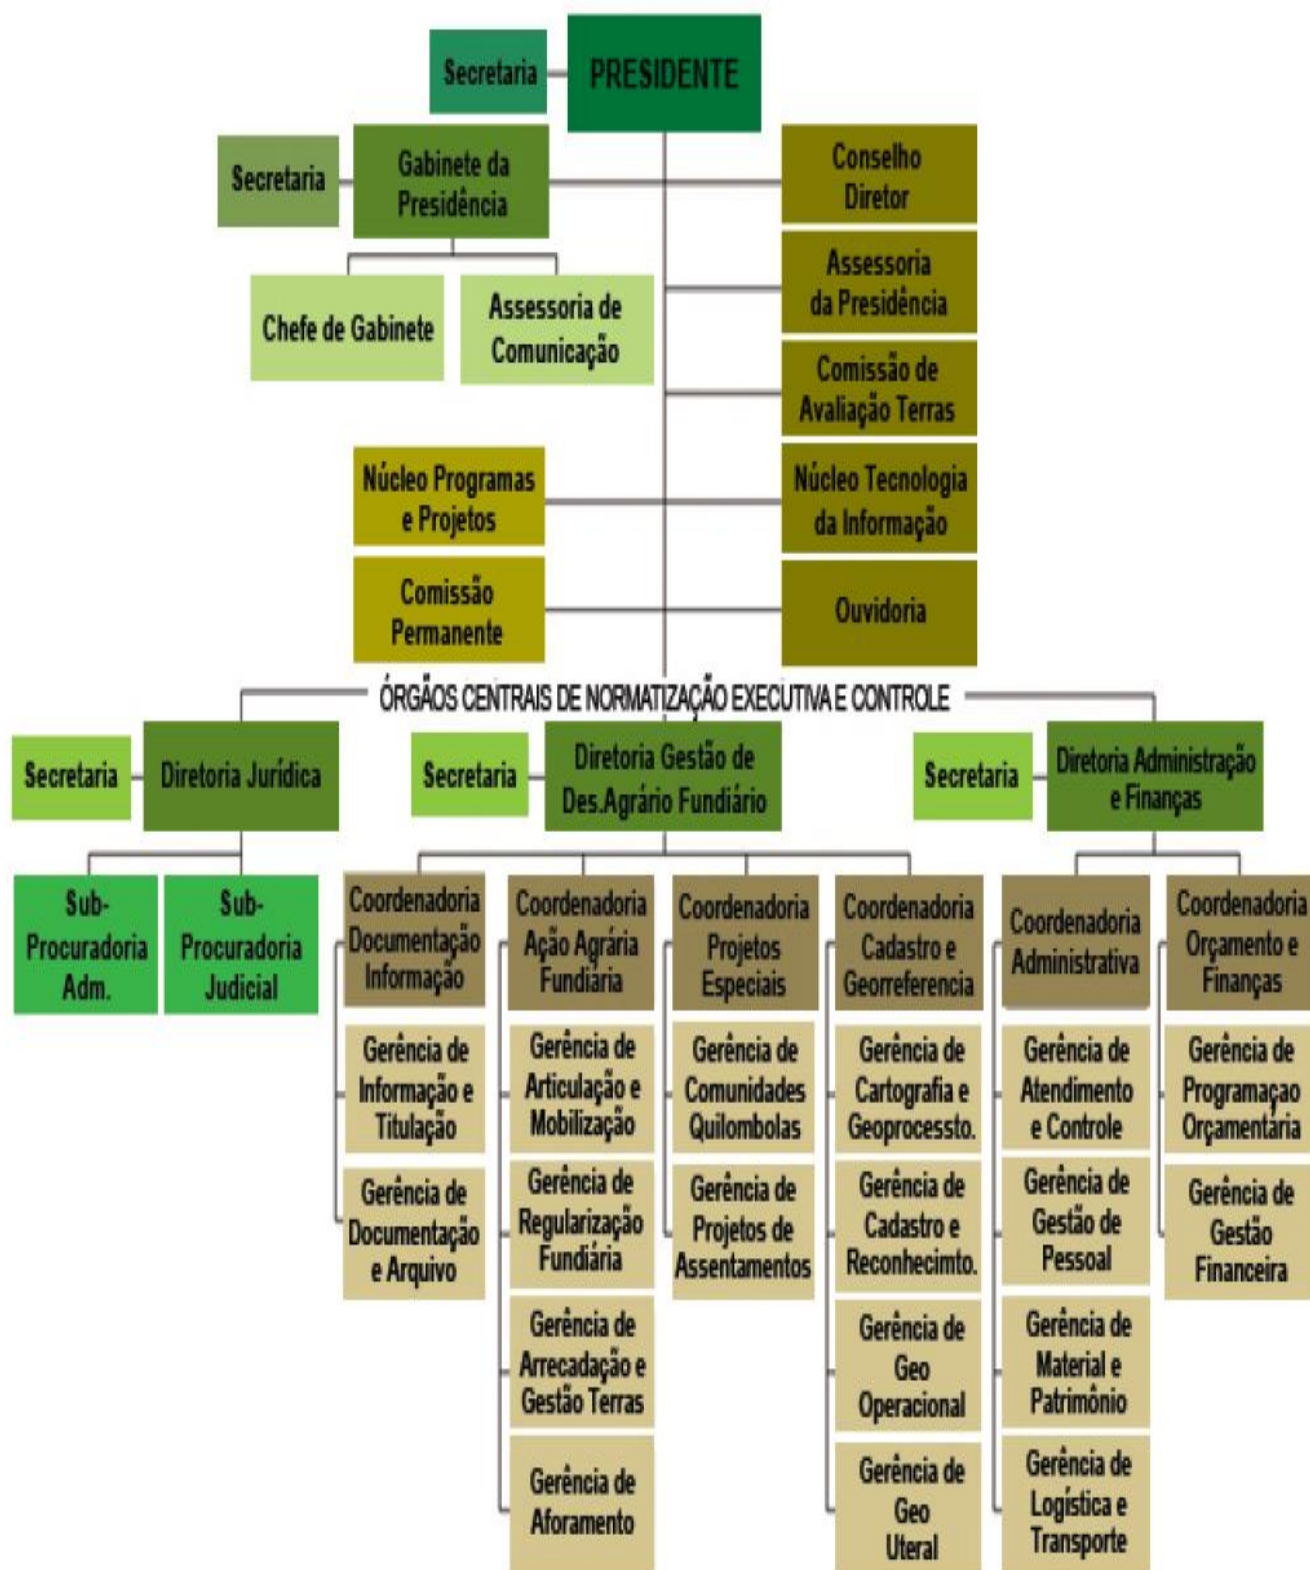 Secretaria
PRESIDENTE
Secretaria
Gabinete da
Presidência
Conselho
Diretor
Chefe de Gabinete
Assessoria de
Comunicação
Assessoria
da Presidência
Comissão de
Avaliação Terras
Núcleo Programas
e Projetos
Núcleo Tecnologia
da Informação
Comissão
Permanente
Ouvidoria
ÓRGÃOS CENTRAIS DE NORMATIZAÇÃO EXECUTIVA E CONTROLE
Secretaria
Diretoria Jurídica
Secretaria
Diretoria Gestão de
Des.Agrário Fundiário
Secretaria
Diretoria Administração
e Finanças
Sub-
Procuradoria
Adm.
Sub-
Procuradoria
Judicial
Coordenadoria
Documentação
Informação
Coordenadoria
Ação Agrária
Fundiária
Coordenadoria
Projetos
Especiais
Coordenadoria
Cadastro e
Georreferencia
Coordenadoria
Administrativa
Coordenadoria
Orçamento e
Finanças
Gerência de
Informação e
Titulação
Gerência de
Articulação e
Mobilização
Gerência de
Comunidades
Quilombolas
Gerência de
Cartografia e
Geoprocessto.
Gerência de
Atendimento
e Controle
Gerência de
Programaçao
Orçamentária
Gerência de
Documentação
e Arquivo
Gerência de
Regularização
Fundiária
Gerência de
Projetos de
Assentamentos
Gerência de
Cadastro e
Reconhecimto.
Gerência de
Gestão de
Pessoal
Gerência de
Gestão
Financeira
Gerência de
Arrecadação e
Gestão Terras
Gerência de
Geo
Operacional
Gerência de
Material e
Patrimônio
Gerência de
Aforamento
Gerência de
Geo
Uteral
Gerência de
Logística e
Transporte